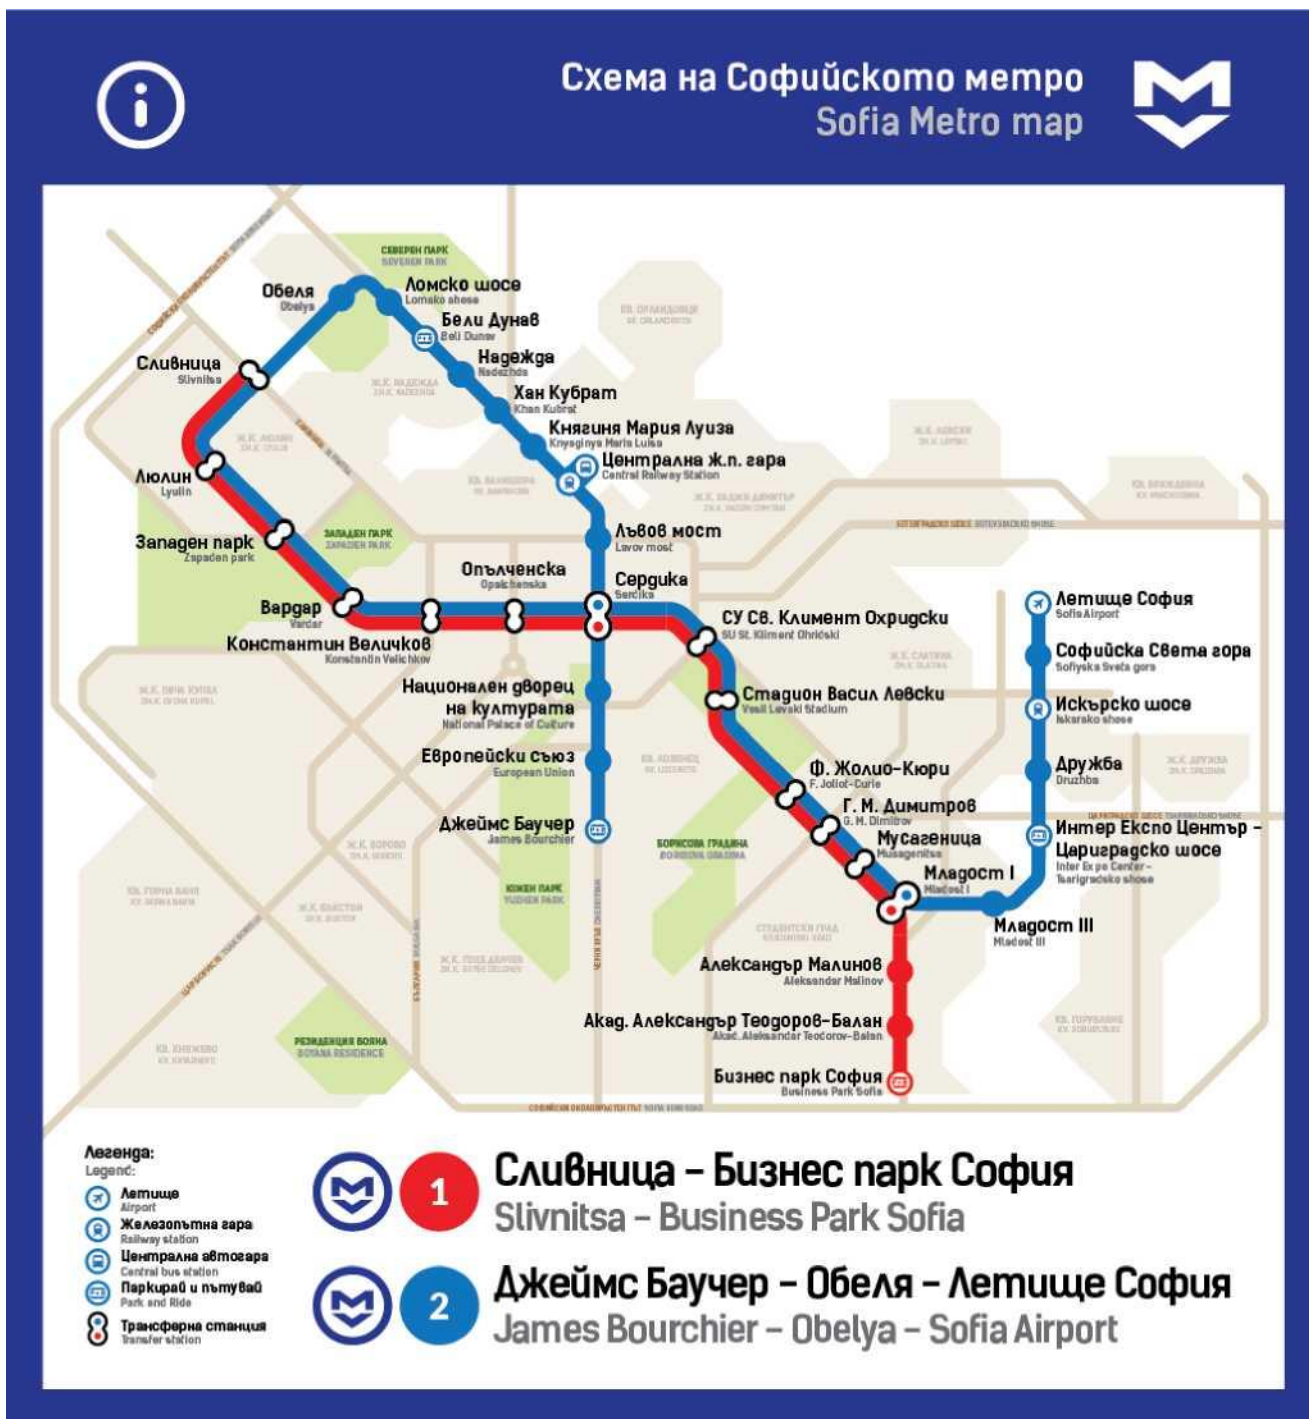 Схема на Софийското метро
Sofia Metro map
СЕВЕРЕН ПАРК
SEVEREN PARK
Обеля
Obelya
Ломско шосе
Lomsko shose
Бели Дунав
Beli Dunav
Сливница
Slivnitsa
Надежда
Nadezhda
Хан Кубрат
Khan Kubrat
Княгиня Мария Луиза
Knyaginya Maria Luisa
Централна ж.п. гара
Central Railway Station
Люлин
Lyulin
Западен парк
Zapaden park
ЗАПАДЕН ПАРК
ZAPADEN PARK
Лъвов мост
Lavov most
Опълченска
Opalchenska
Сердика
Serdika
Вардар
Vardar
Константин Величков
Konstantin Velichkov
СУ Св. Климент Охридски
SU St. Kliment Ohridski
Летище София
Sofia Airport
Софийска Света гора
Sofiyska Sveta gora
Национален дворец
на културата
National Palace of Culture
Стадион Васил Левски
Vasil Levski Stadium
Искърско шосе
Iskarsko shose
Европейски съюз
European Union
Ф. Жолио-Кюри
F. Joliot-Curie
Дружба
Druzhba
Джеймс Баучер
James Bourchier
Г. М. Димитров
G. M. Dimitrov
Мусагеница
Musagenitsa
Интер Експо Център –
Цариградско шосе
Inter Expo Center –
Tsarigradsko shose
БОРИСОВА ГРАДИНА
BORISOVA GRADINA
ЮЖЕН ПАРК
YUZHEN PARK
Младост I
Mladost I
Младост III
Mladost III
Александър Малинов
Aleksandar Malinov
Акад. Александър Теодоров-Балан
Akad. Aleksandar Teodorov-Balan
РЕЗИДЕНЦИЯ БОЯНА
BOYANA RESIDENCE
Бизнес парк София
Business Park Sofia
Легенда:
Legend:
Летище
Airport
Железопътна гара
Railway station
Централна автогара
Central bus station
Паркирай и пътувай
Park and Ride
Трансферна станция
Transfer station
1
Сливница – Бизнес парк София
Slivnitsa – Business Park Sofia
2
Джеймс Баучер – Обеля – Летище София
James Bourchier – Obelya – Sofia Airport